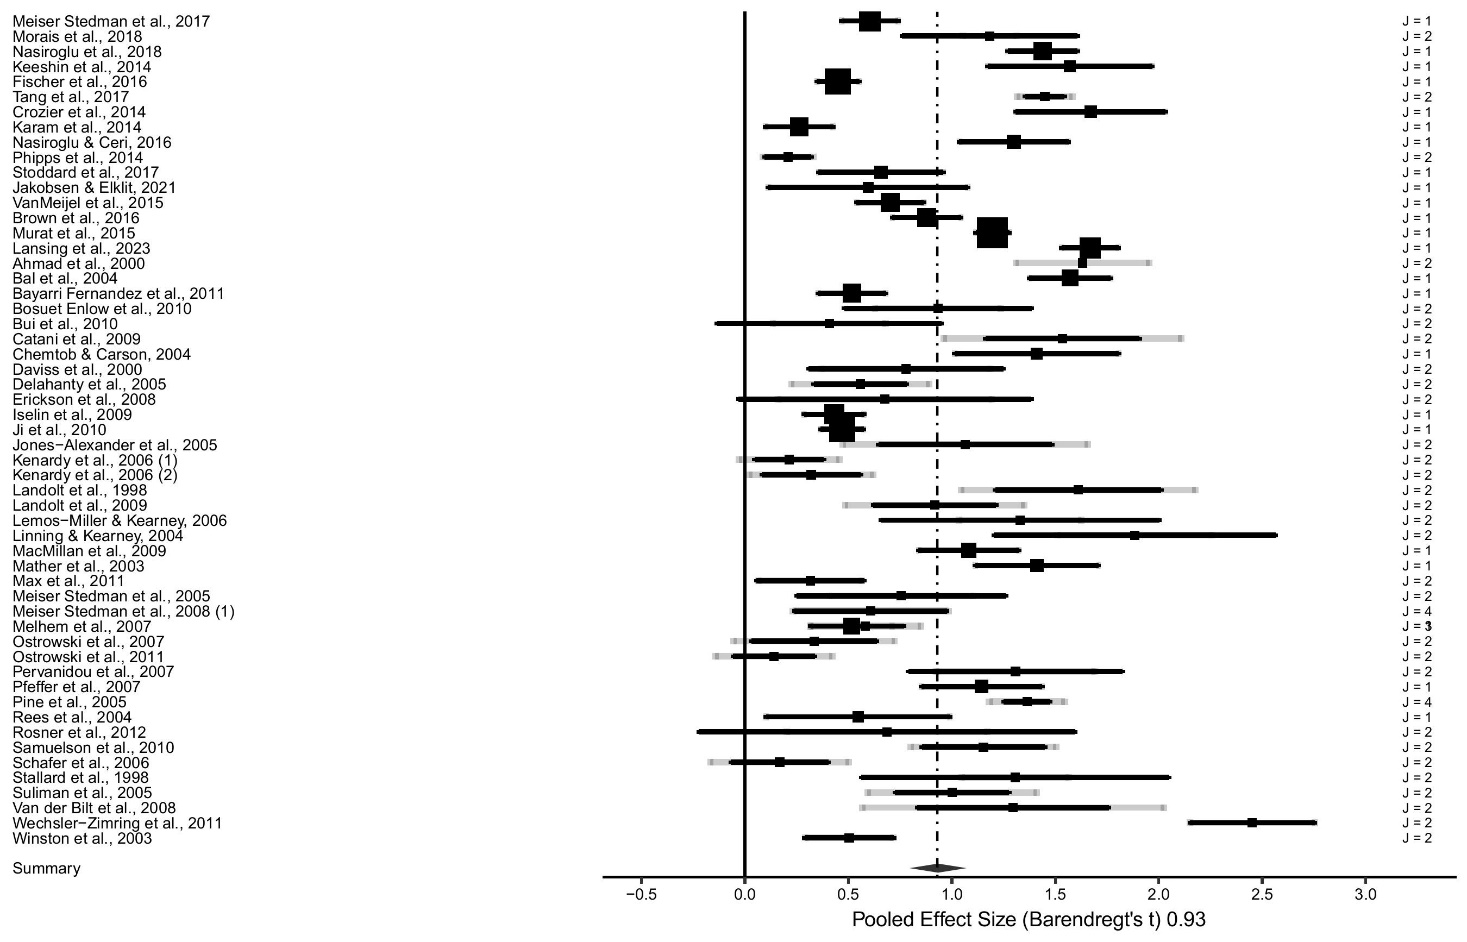 Meiser Stedman et al., 2017 J = 1
Morais et al., 2018 J = 2
Nasiroglu et al., 2018 J = 1
Keeshin et al., 2014 J = 1
Fischer et al., 2016 J = 1
Tang et al., 2017 J = 2
Crozier et al., 2014 J = 1
Karam et al., 2014 J = 1
Nasiroglu & Ceri, 2016 J = 1
Phipps et al., 2014 J = 2
Stoddard et al., 2017 J = 1
Jakobsen & Elklit, 2021 J = 1
VanMeijel et al., 2015 J = 1
Brown et al., 2016 J = 1
Murat et al., 2015 J = 1
Lansing et al., 2023 J = 1
Ahmad et al., 2000 J = 2
Bal et al., 2004 J = 1
Bayarri Fernandez et al., 2011 J = 1
Bosuet Enlow et al., 2010 J = 2
Bui et al., 2010 J = 2
Catani et al., 2009 J = 2
Chemtob & Carson, 2004 J = 1
Daviss et al., 2000 J = 2
Delahanty et al., 2005 J = 2
Erickson et al., 2008 J = 2
Iselin et al., 2009 J = 1
Ji et al., 2010 J = 1
Jones−Alexander et al., 2005 J = 2
Kenardy et al., 2006 (1) J = 2
Kenardy et al., 2006 (2) J = 2
Landolt et al., 1998 J = 2
Landolt et al., 2009 J = 2
Lemos−Miller & Kearney, 2006 J = 2
Linning & Kearney, 2004 J = 2
MacMillan et al., 2009 J = 1
Mather et al., 2003 J = 1
Max et al., 2011 J = 2
Meiser Stedman et al., 2005 J = 2
Meiser Stedman et al., 2008 (1) J = 4
Melhem et al., 2007 J =
Ostrowski et al., 2007 J = 2
Ostrowski et al., 2011 J = 2
Pervanidou et al., 2007 J = 2
Pfeffer et al., 2007 J = 1
Pine et al., 2005 J = 4
Rees et al., 2004 J = 1
Rosner et al., 2012 J = 2
Samuelson et al., 2010 J = 2
Schafer et al., 2006 J = 2
Stallard et al., 1998 J = 2
Suliman et al., 2005 J = 2
Van der Bilt et al., 2008 J = 2
Wechsler−Zimring et al., 2011 J = 2
Winston et al., 2003 J = 2
Summary
−0.5 0.0 0.5 1.0 1.5 2.0 2.5 3.0
Pooled Effect Size (Barendregt's t) 0.93